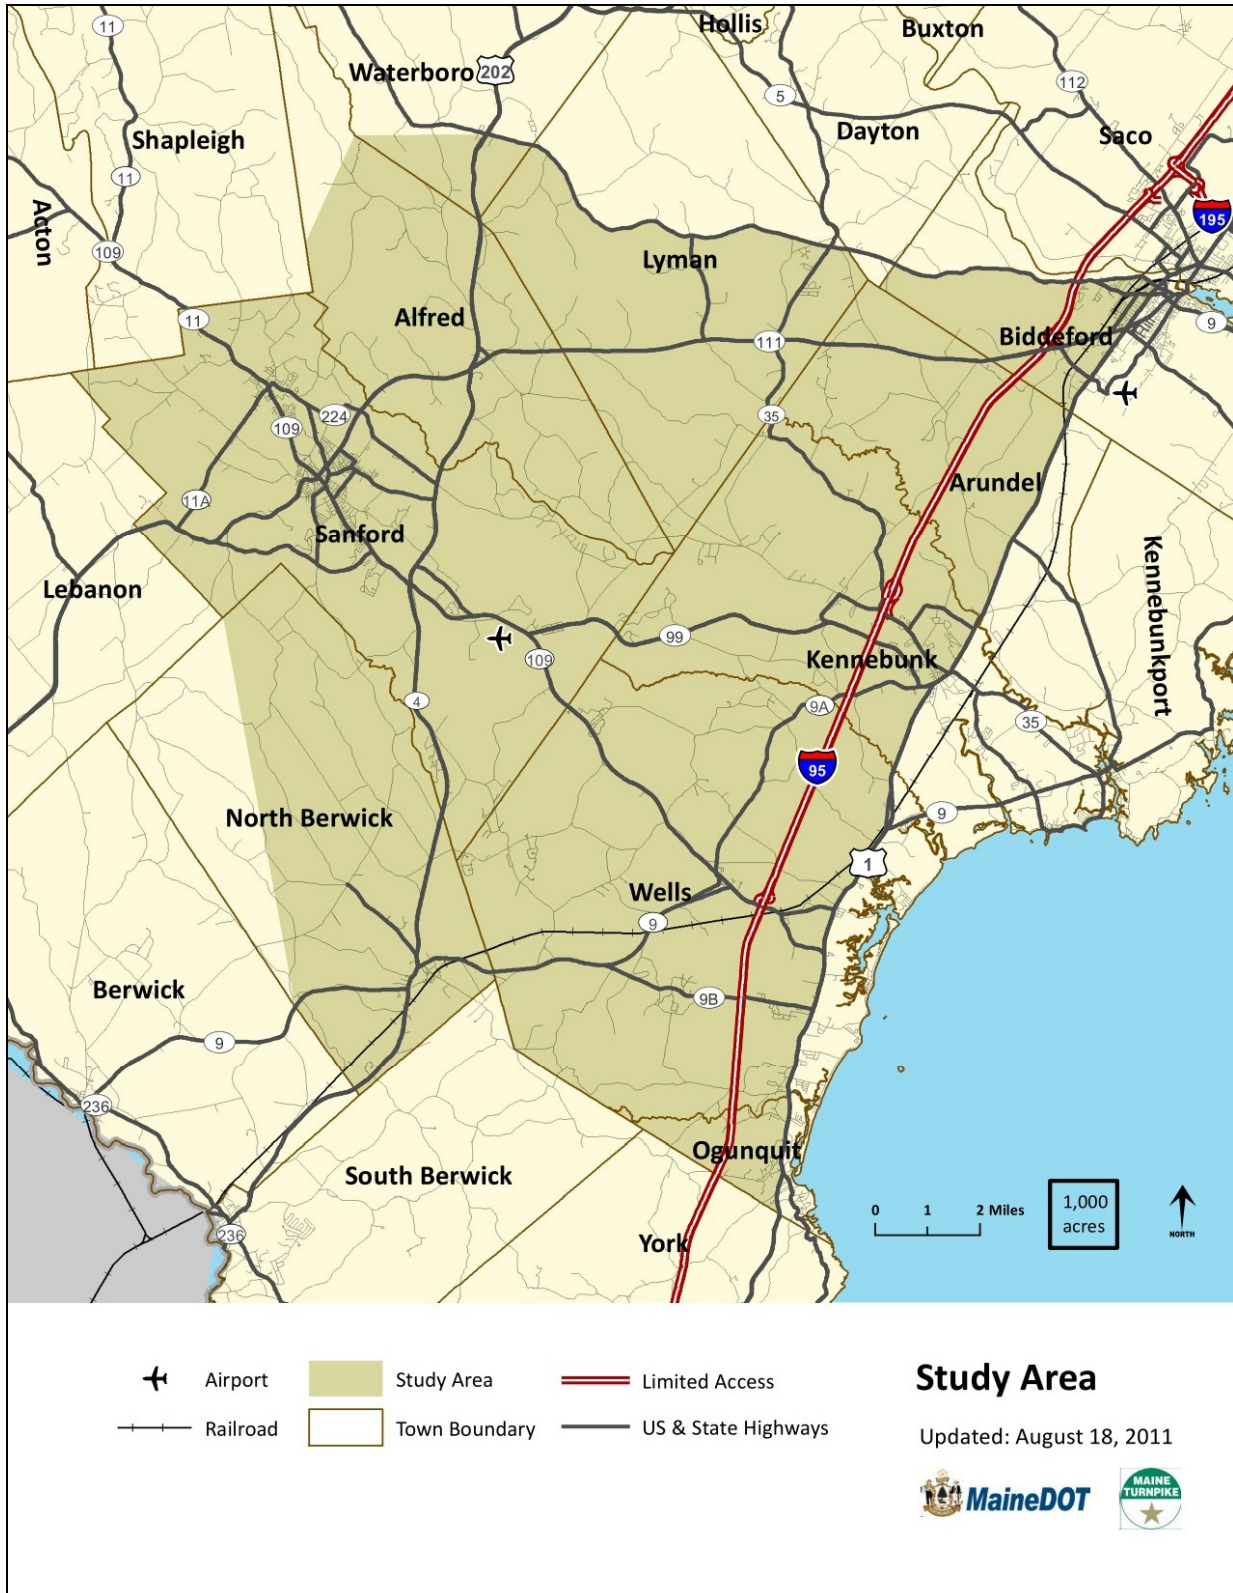 Hollis
Buxton
11
Waterboro
202
112
5
Shapleigh
Dayton
Saco
11
Acton
195
109
Lyman
11
Alfred
9
Biddeford
111
109
224
35
11A
Arundel
Sanford
Kennebunkport
Lebanon
99
109
Kennebunk
4
9A
35
95
North Berwick
9
1
Wells
9
Berwick
9B
9
236
Ogunquit
South Berwick
236
York
0 1 2 Miles
1,000
acres
NORTH
Airport
Study Area
Limited Access
Railroad
Town Boundary
US & State Highways
Study Area
Updated: August 18, 2011
MaineDOT
MAINE
TURNPIKE